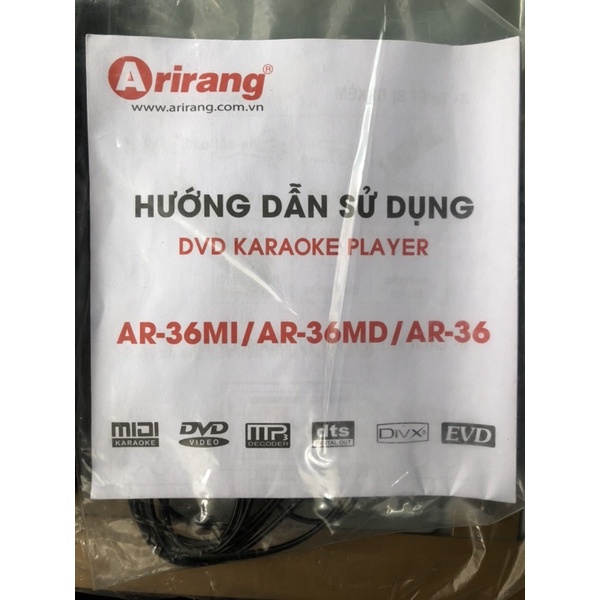 Arirang®
www.arirang.com.vn
HƯỚNG DẪN SỬ DỤNG
DVD KARAOKE PLAYER
AR-36MI/AR-36MD/AR-36
MIDI KARAOKE
DVD VIDEO
MP3 DECODER
dts DIGITAL OUT
DIVX®
EVD